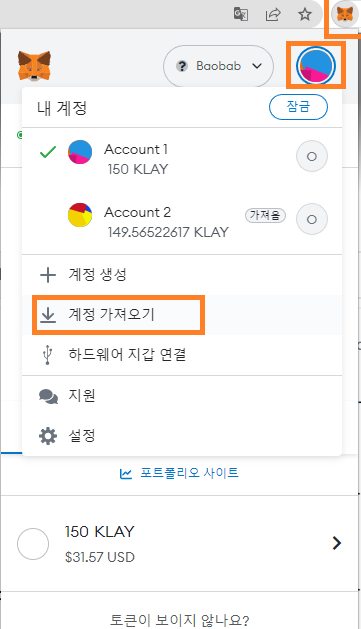 Baobab
내 계정
잠금
Account 1
150 KLAY
Account 2
가져옴
149.56522617 KLAY
계정 생성
계정 가져오기
하드웨어 지갑 연결
지원
설정
포트폴리오 사이트
150 KLAY
$31.57 USD
토큰이 보이지 않나요?